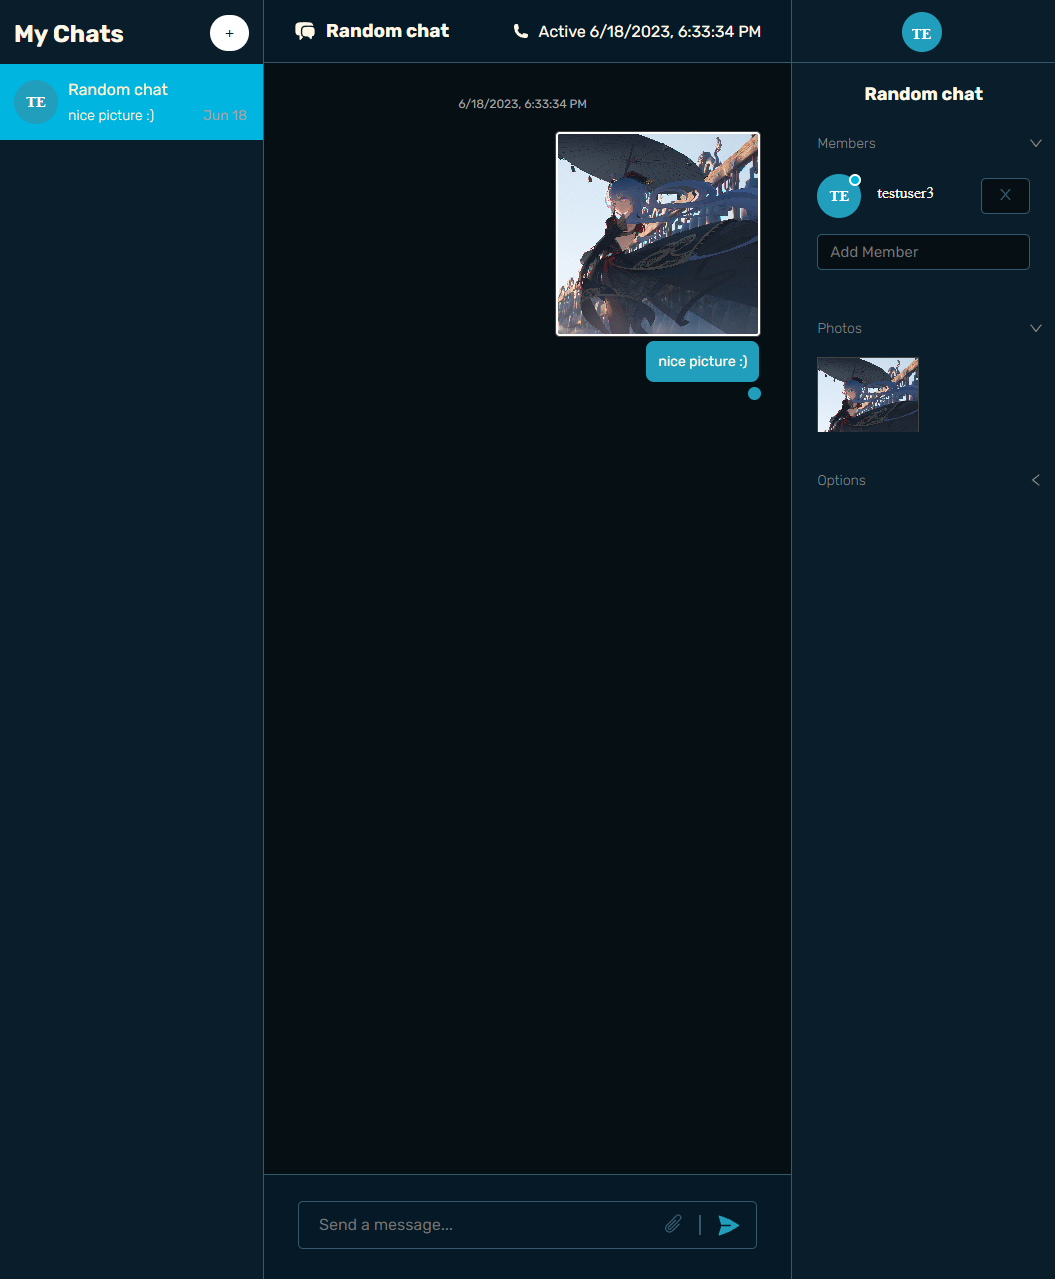 My Chats
+
TE
Random chat
nice picture :)
Jun 18
Random chat
Active 6/18/2023, 6:33:34 PM
6/18/2023, 6:33:34 PM
nice picture :)
Send a message...
TE
Random chat
Members
TE
testuser3
X
Add Member
Photos
Options